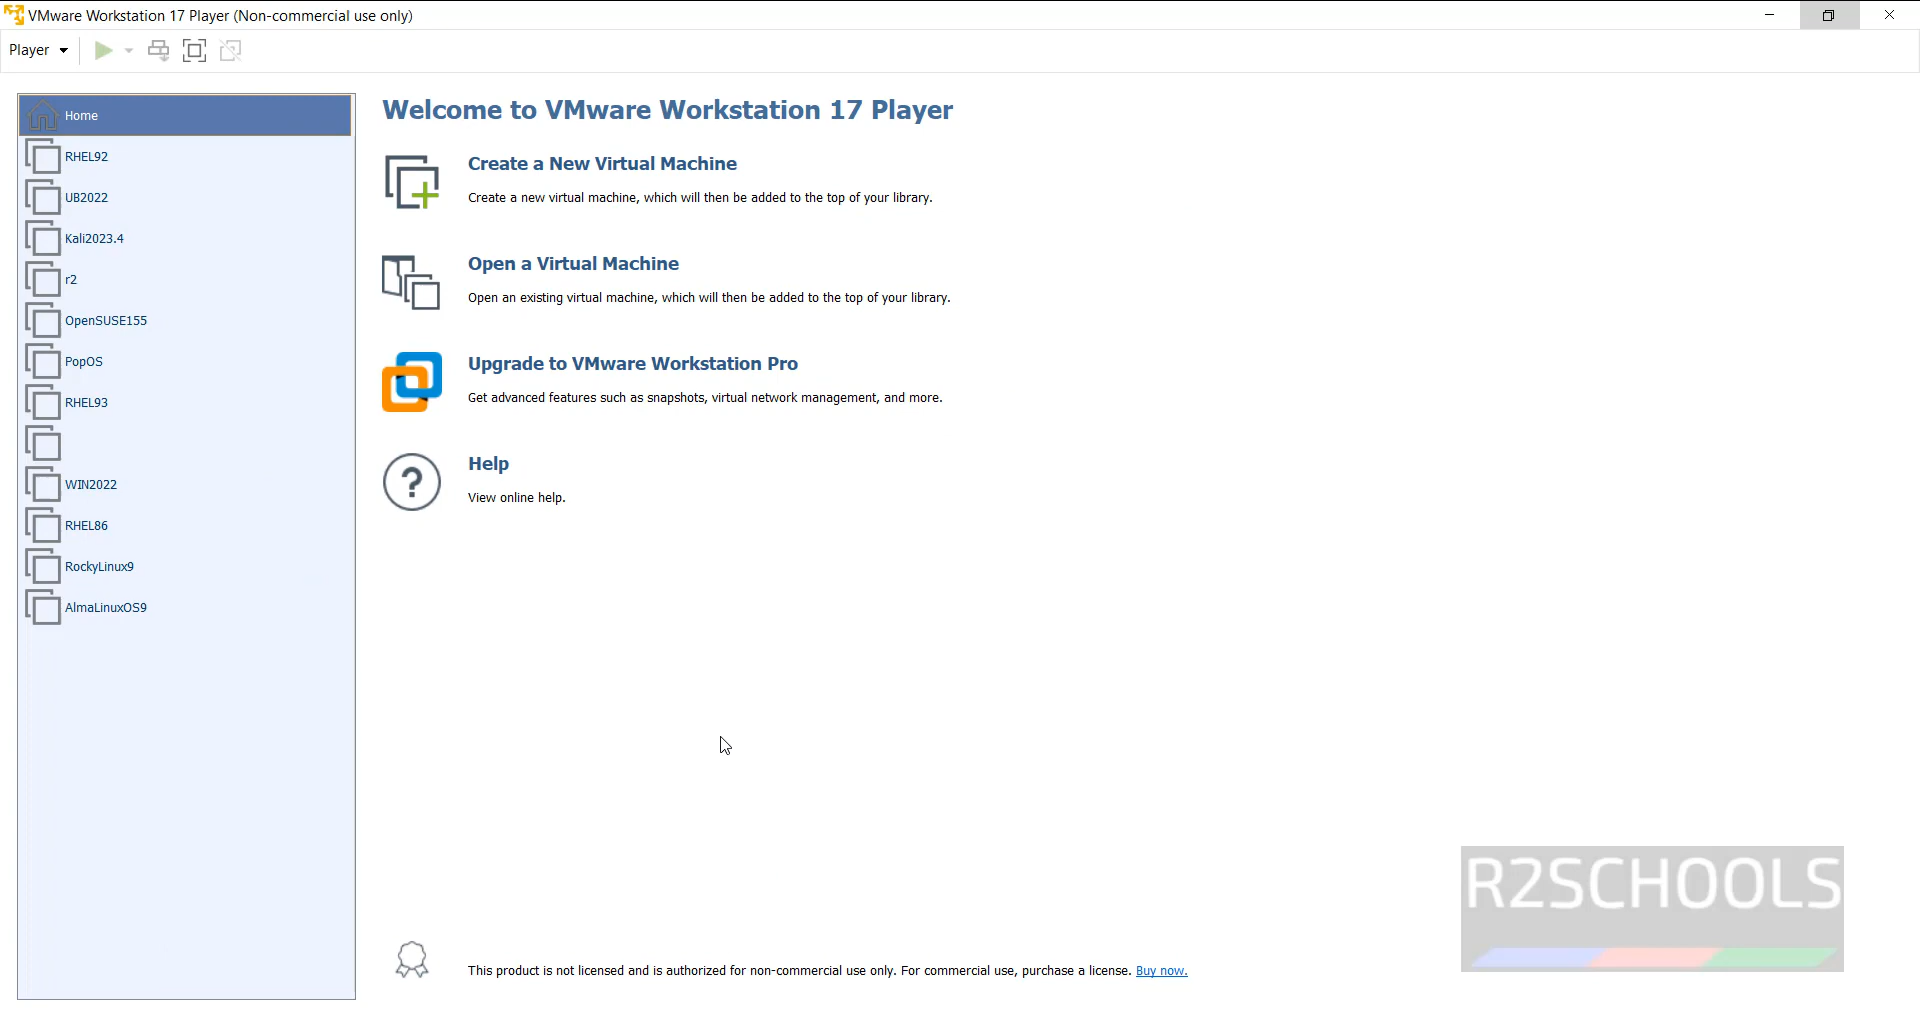 VMware Workstation 17 Player (Non-commercial use only)
Player
Home
RHEL92
UB2022
Kali2023.4
r2
OpenSUSE155
PopOS
RHEL93
WIN2022
RHEL86
RockyLinux9
AlmaLinuxOS9
Welcome to VMware Workstation 17 Player
Create a New Virtual Machine
Create a new virtual machine, which will then be added to the top of your library.
Open a Virtual Machine
Open an existing virtual machine, which will then be added to the top of your library.
Upgrade to VMware Workstation Pro
Get advanced features such as snapshots, virtual network management, and more.
?
Help
View online help.
This product is not licensed and is authorized for non-commercial use only. For commercial use, purchase a license. Buy now.
R2SCHOOLS